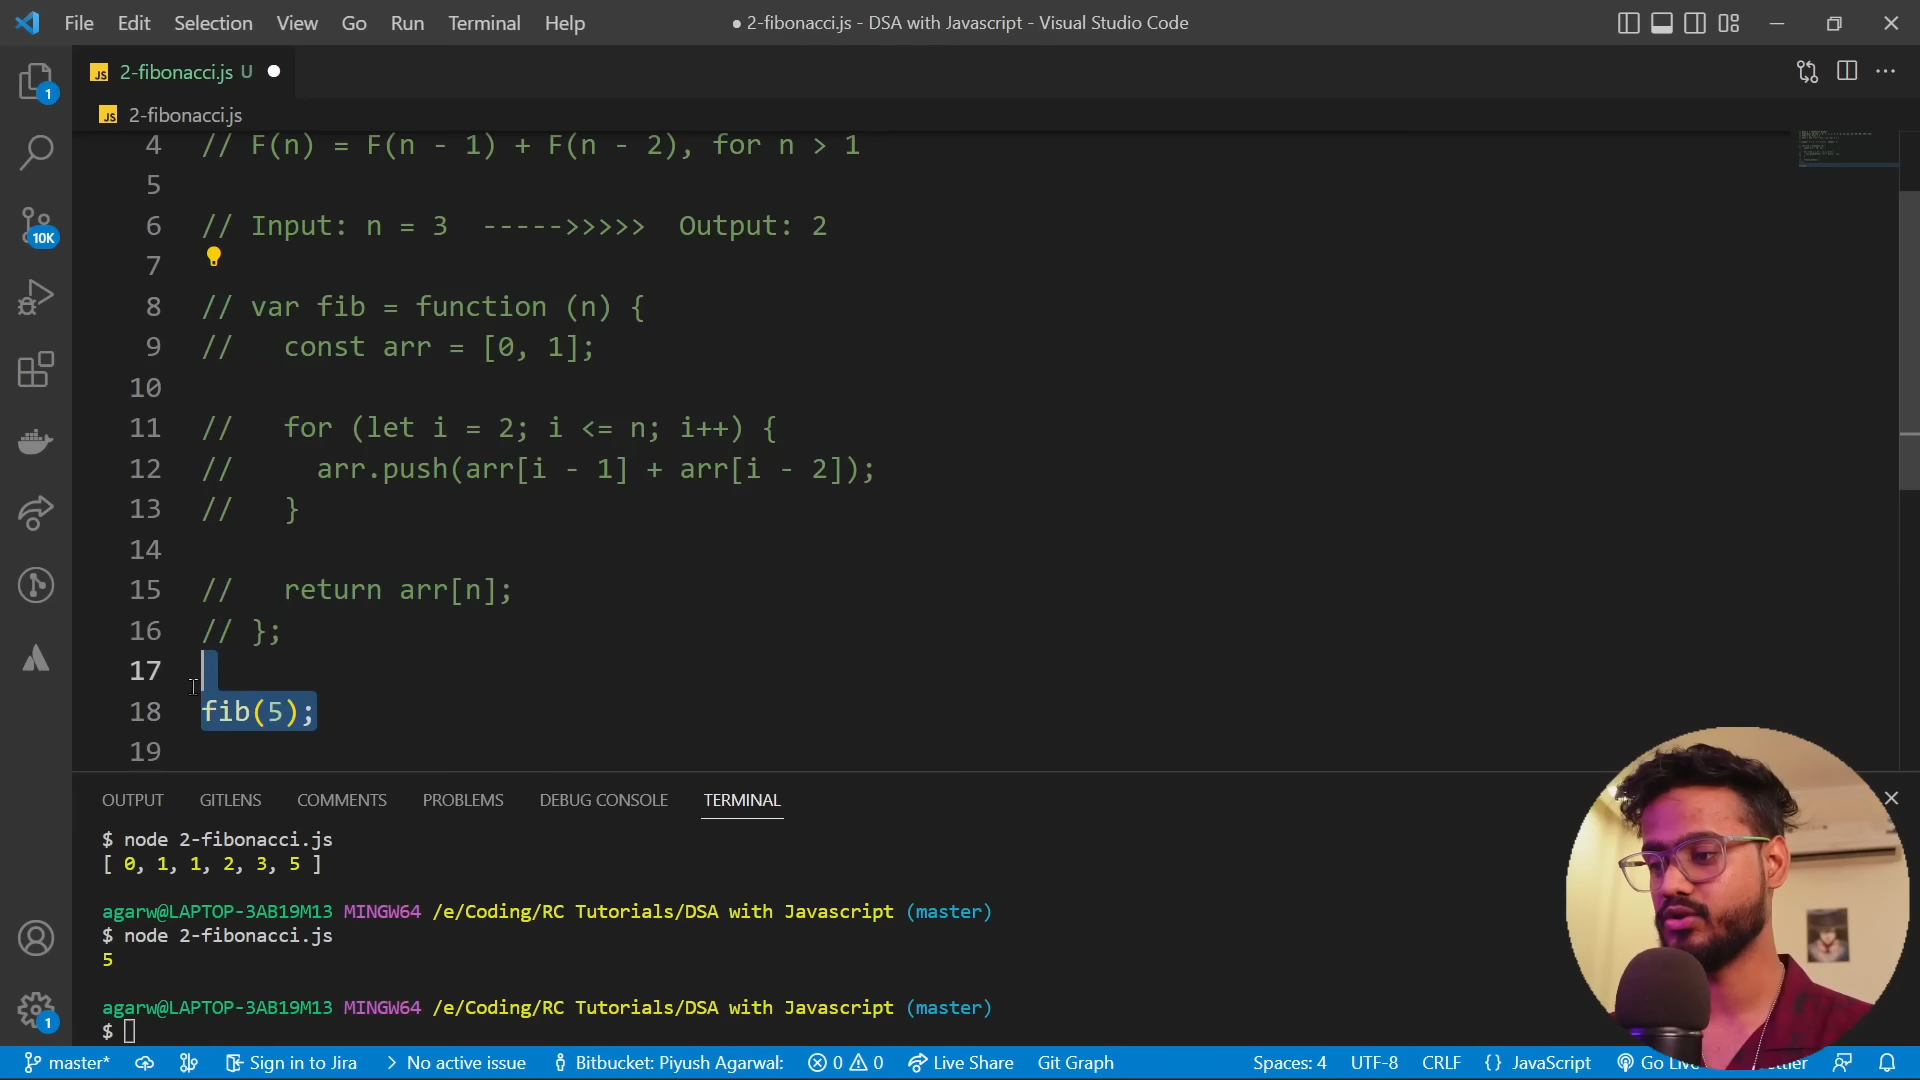 File Edit Selection View Go Run Terminal Help
● 2-fibonacci.js - DSA with Javascript - Visual Studio Code
JS 2-fibonacci.js U ●
JS 2-fibonacci.js
1
10K
1
4 // F(n) = F(n - 1) + F(n - 2), for n > 1
5
6 // Input: n = 3 ----->>>>> Output: 2
7
8 // var fib = function (n) {
9 // const arr = [0, 1];
10
11 // for (let i = 2; i <= n; i++) {
12 // arr.push(arr[i - 1] + arr[i - 2]);
13 // }
14
15 // return arr[n];
16 // };
17
18 fib(5);
19
OUTPUT GITLENS COMMENTS PROBLEMS DEBUG CONSOLE TERMINAL
$ node 2-fibonacci.js
[ 0, 1, 1, 2, 3, 5 ]
agarw@LAPTOP-3AB19M13 MINGW64 /e/Coding/RC Tutorials/DSA with Javascript (master)
$ node 2-fibonacci.js
5
agarw@LAPTOP-3AB19M13 MINGW64 /e/Coding/RC Tutorials/DSA with Javascript (master)
$
master* Sign in to Jira > No active issue Bitbucket: Piyush Agarwal: 0 0 Live Share Git Graph Spaces: 4 UTF-8 CRLF {} JavaScript Go